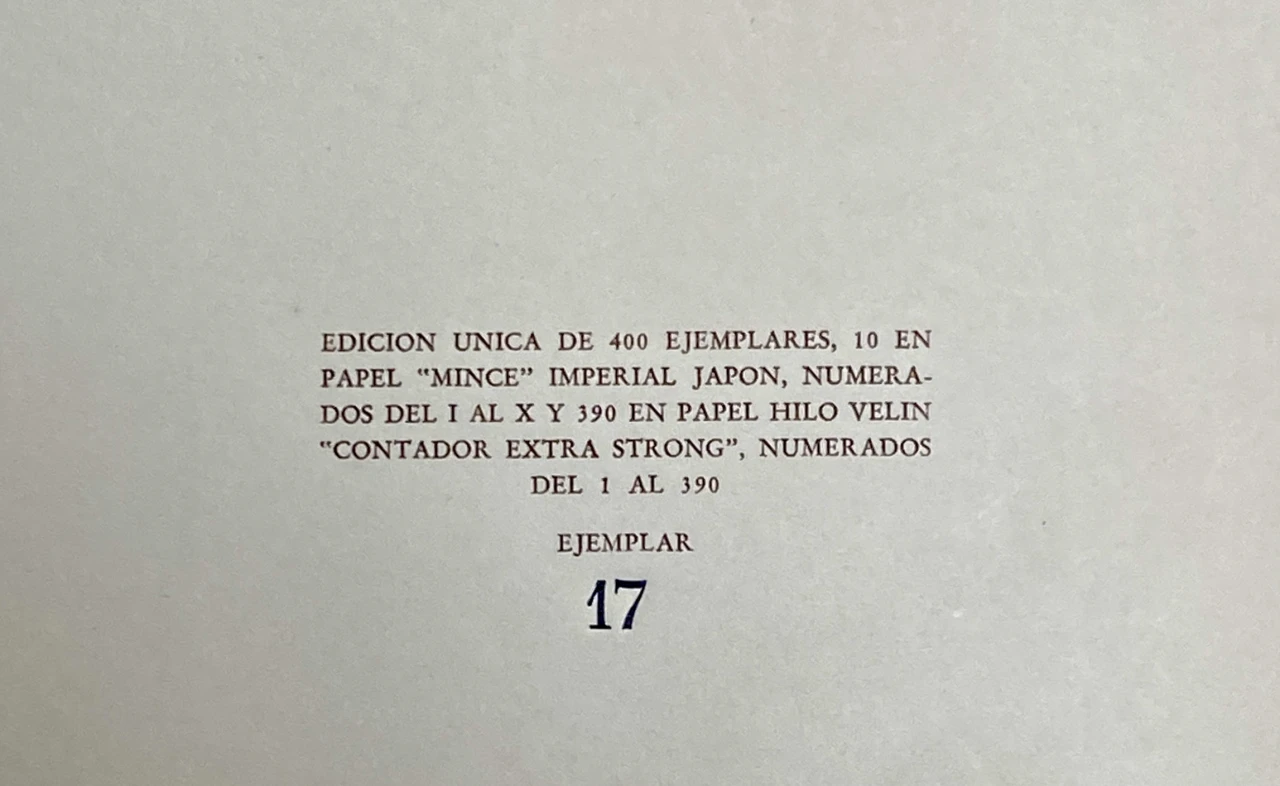 EDICION UNICA DE 400 EJEMPLARES, 10 EN
PAPEL "MINCE" IMPERIAL JAPON, NUMERA-
DOS DEL I AL X Y 390 EN PAPEL HILO VELIN
"CONTADOR EXTRA STRONG", NUMERADOS
DEL 1 AL 390
EJEMPLAR
17